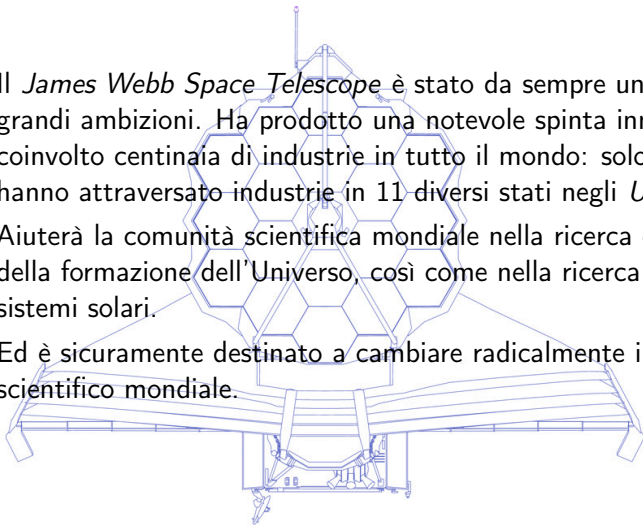 Il James Webb Space Telescope è stato da sempre un
grandi ambizioni. Ha prodotto una notevole spinta
coinvolto centinaia di industrie in tutto il mondo: solo
hanno attraversato industrie in 11 diversi stati negli
Aiuterà la comunità scientifica mondiale nella ricerca
della formazione dell'Universo, così come nella ricerca
sistemi solari.
Ed è sicuramente destinato a cambiare radicalmente
scientifico mondiale.